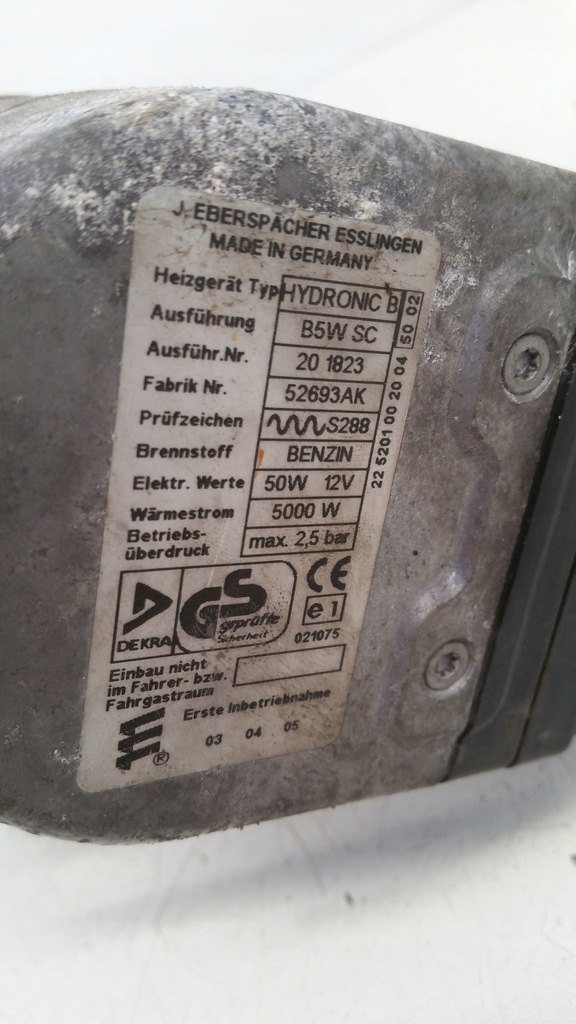 J. EBERSPÄCHER ESSLINGEN
MADE IN GERMANY
Heizgerät Typ HYDRONIC B
Ausführung B5W SC
Ausführ.Nr. 20 1823
Fabrik Nr. 52693AK
Prüfzeichen S288
Brennstoff BENZIN
Elektr. Werte 50W 12V
Wärmestrom 5000 W
Betriebs-
überdruck max. 2,5 bar
22 5201 00 2004 50 02
DEKRA
GS
geprüfte
Sicherheit
CE
e1
021075
Einbau nicht
im Fahrer- bzw.
Fahrgastraum
Erste Inbetriebnahme
03 04 05
®